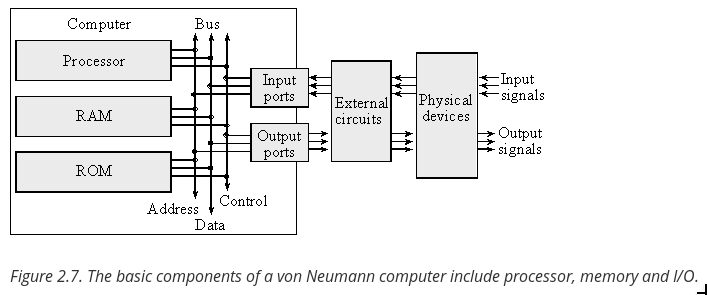 Computer
Bus
Processor
RAM
ROM
Address
Data
Control
Input
ports
Output
ports
External
circuits
Physical
devices
Input
signals
Output
signals
Figure 2.7. The basic components of a von Neumann computer include processor, memory and I/O.